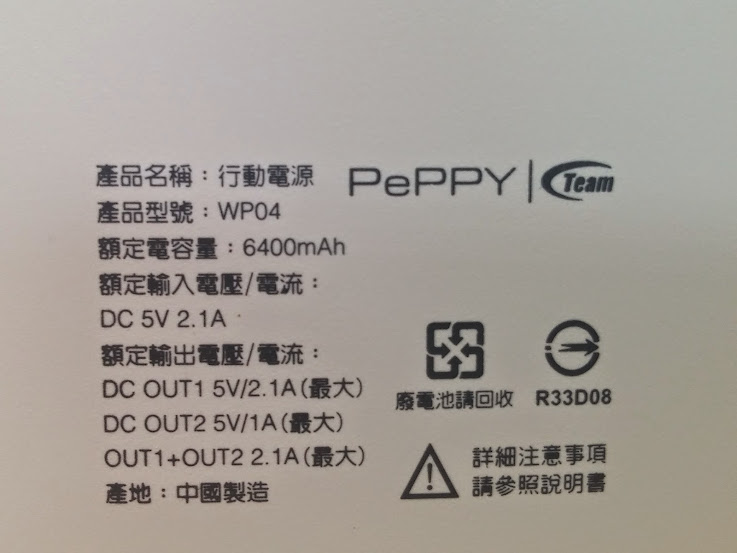 產品名稱：行動電源
PePPY | Team
產品型號：WP04
額定電容量：6400mAh
額定輸入電壓/電流：
DC 5V 2.1A
額定輸出電壓/電流：
DC OUT1 5V/2.1A(最大)
DC OUT2 5V/1A(最大)
OUT1+OUT2 2.1A(最大)
產地：中國製造
廢電池請回收
R33D08
詳細注意事項
請參照說明書